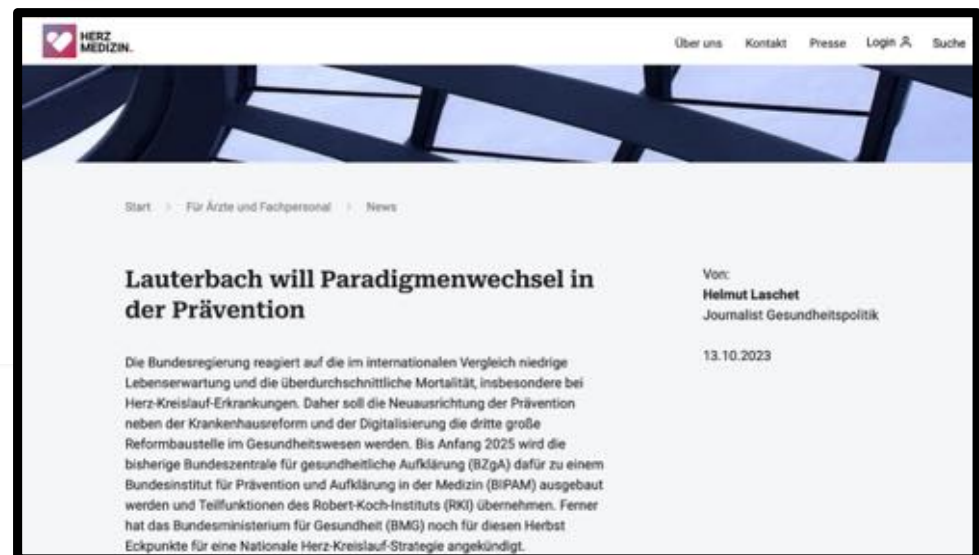 HERZ
MEDIZIN.
Über uns Kontakt Presse Login Suche
Start > Für Ärzte und Fachpersonal > News
Lauterbach will Paradigmenwechsel in
der Prävention
Die Bundesregierung reagiert auf die im internationalen Vergleich niedrige
Lebenserwartung und die überdurchschnittliche Mortalität, insbesondere bei
Herz-Kreislauf-Erkrankungen. Daher soll die Neuausrichtung der Prävention
neben der Krankenhausreform und der Digitalisierung die dritte große
Reformbaustelle im Gesundheitswesen werden. Bis Anfang 2025 wird die
bisherige Bundeszentrale für gesundheitliche Aufklärung (BZgA) dafür zu einem
Bundesinstitut für Prävention und Aufklärung in der Medizin (BIPAM) ausgebaut
werden und Teilfunktionen des Robert-Koch-Instituts (RKI) übernehmen. Ferner
hat das Bundesministerium für Gesundheit (BMG) noch für diesen Herbst
Eckpunkte für eine Nationale Herz-Kreislauf-Strategie angekündigt.
Von:
Helmut Laschet
Journalist Gesundheitspolitik
13.10.2023